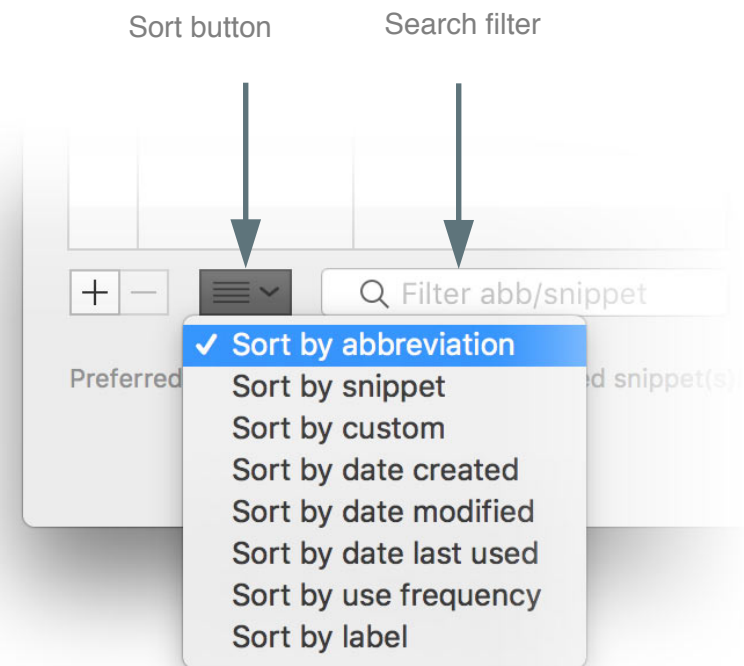 Sort button
Search filter
Filter abb/snippet
✓ Sort by abbreviation
Preferred
ed snippet(s)
Sort by snippet
Sort by custom
Sort by date created
Sort by date modified
Sort by date last used
Sort by use frequency
Sort by label